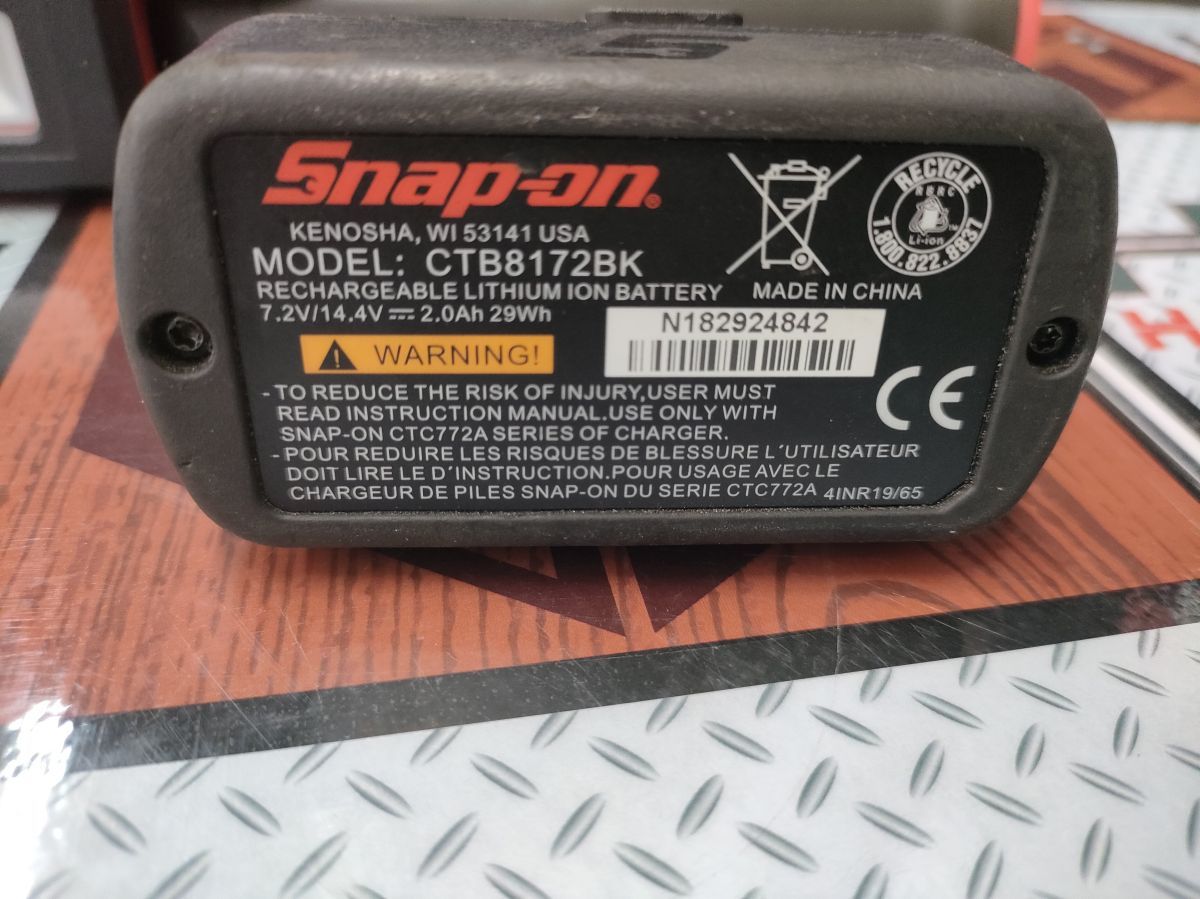 Snap-on®
KENOSHA, WI 53141 USA
MODEL: CTB8172BK
RECHARGEABLE LITHIUM ION BATTERY MADE IN CHINA
7.2V/14.4V ⎓ 2.0Ah 29Wh
N182924842
WARNING!
- TO REDUCE THE RISK OF INJURY,USER MUST
READ INSTRUCTION MANUAL.USE ONLY WITH
SNAP-ON CTC772A SERIES OF CHARGER.
- POUR REDUIRE LES RISQUES DE BLESSURE L´UTILISATEUR
DOIT LIRE LE D´INSTRUCTION.POUR USAGE AVEC LE
CHARGEUR DE PILES SNAP-ON DU SERIE CTC772A 4INR19/65
RECYCLE
RBRC
Li-ion
1.800.822.8837
CE